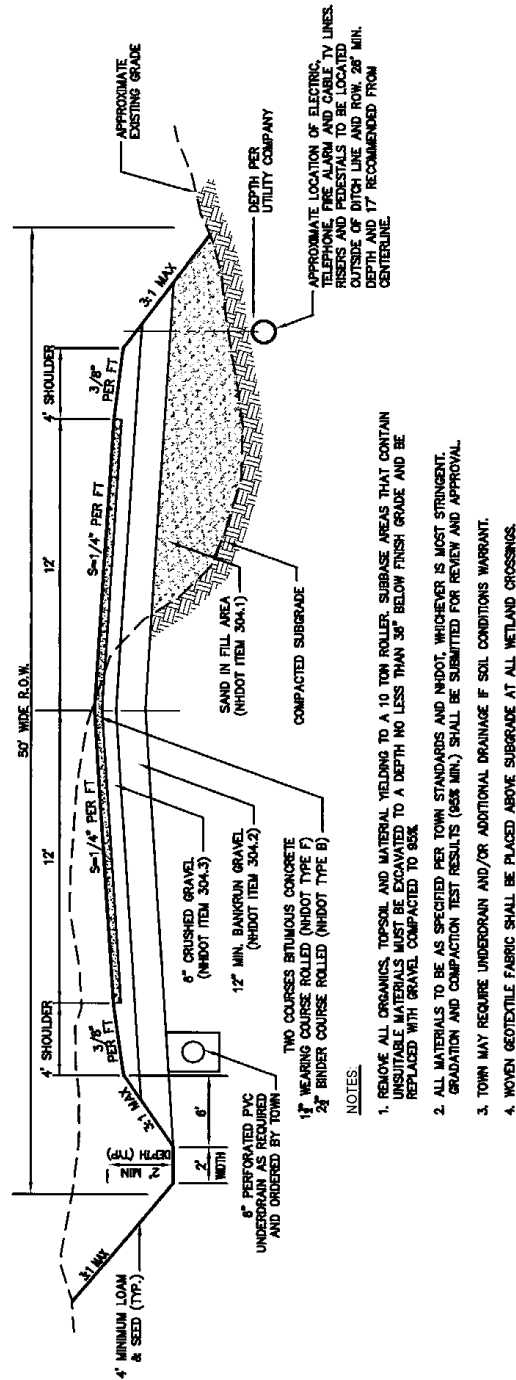 50' WIDE R.O.W.
4' SHOULDER
12'
12'
4' SHOULDER
3/8"
PER FT
S=1/4" PER FT
S=1/4" PER FT
3/8"
PER FT
3:1 MAX
3:1 MAX
3:1 MAX
2' MIN
DEPTH (TYP)
2'
WIDTH
6'
4" MINIMUM LOAM
& SEED (TYP.)
6" PERFORATED PVC
UNDERDRAIN AS REQUIRED
AND ORDERED BY TOWN
6" CRUSHED GRAVEL
(NHDOT ITEM 304.3)
12" MIN. BANKRUN GRAVEL
(NHDOT ITEM 304.2)
TWO COURSES BITUMOUS CONCRETE
1½" WEARING COURSE ROLLED (NHDOT TYPE F)
2½" BINDER COURSE ROLLED (NHDOT TYPE B)
SAND IN FILL AREA
(NHDOT ITEM 304.1)
COMPACTED SUBGRADE
APPROXIMATE
EXISTING GRADE
DEPTH PER
UTILITY COMPANY
APPROXIMATE LOCATION OF ELECTRIC,
TELEPHONE, FIRE ALARM AND CABLE TV LINES.
RISERS AND PEDESTALS TO BE LOCATED
OUTSIDE OF DITCH LINE AND ROW. 28" MIN.
DEPTH AND 17' RECOMMENDED FROM
CENTERLINE.
NOTES:
1. REMOVE ALL ORGANICS, TOPSOIL AND MATERIAL YIELDING TO A 10 TON ROLLER. SUBBASE AREAS THAT CONTAIN
UNSUITABLE MATERIALS MUST BE EXCAVATED TO A DEPTH NO LESS THAN 36" BELOW FINISH GRADE AND BE
REPLACED WITH GRAVEL COMPACTED TO 95%
2. ALL MATERIALS TO BE AS SPECIFIED PER TOWN STANDARDS AND NHDOT, WHICHEVER IS MOST STRINGENT.
GRADATION AND COMPACTION TEST RESULTS (95% MIN.) SHALL BE SUBMITTED FOR REVIEW AND APPROVAL.
3. TOWN MAY REQUIRE UNDERDRAIN AND/OR ADDITIONAL DRAINAGE IF SOIL CONDITIONS WARRANT.
4. WOVEN GEOTEXTILE FABRIC SHALL BE PLACED ABOVE SUBGRADE AT ALL WETLAND CROSSINGS.